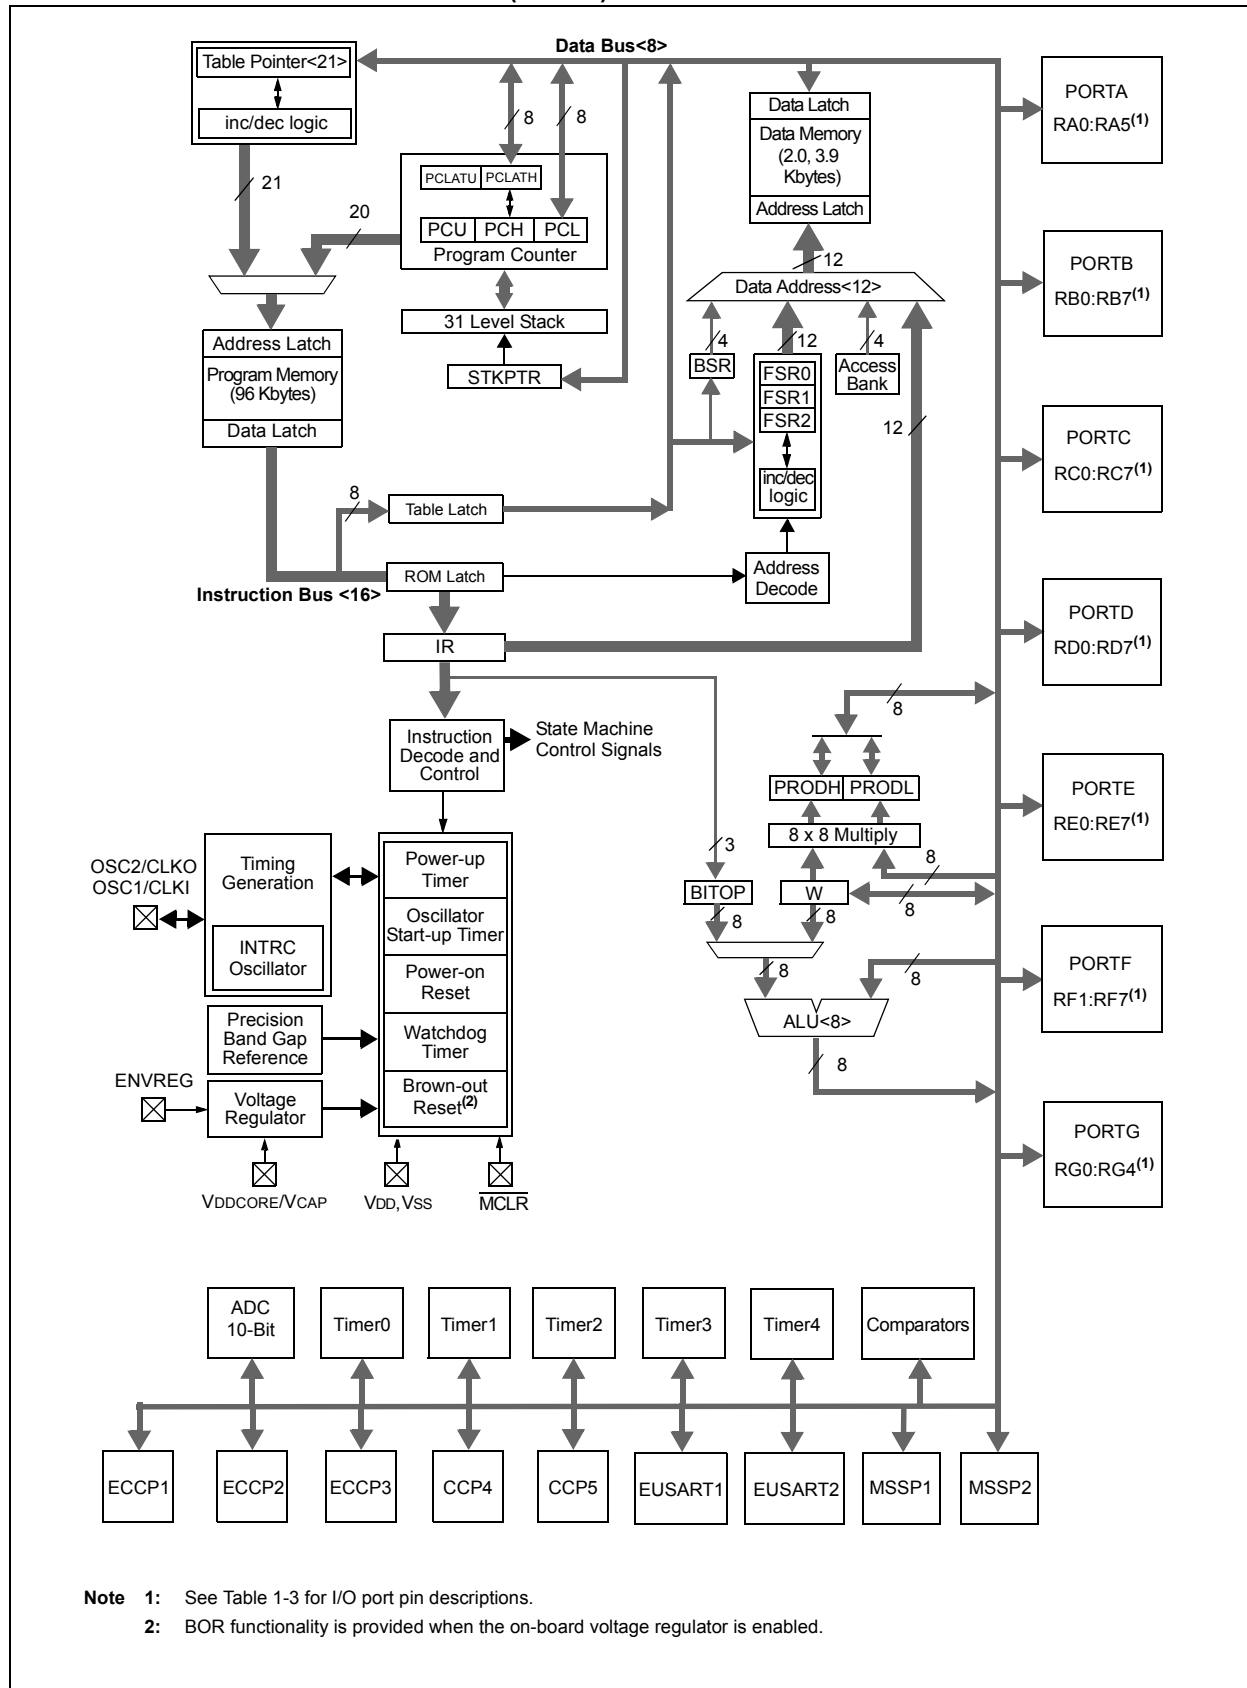 Data Bus<8>
Table Pointer<21>
inc/dec logic
21
20
8
8
PCLATU PCLATH
PCU PCH PCL
Program Counter
31 Level Stack
STKPTR
Data Latch
Data Memory
(2.0, 3.9
Kbytes)
Address Latch
12
Data Address<12>
4
12
4
BSR
FSR0
FSR1
FSR2
inc/dec
logic
Access
Bank
12
Address
Decode
Address Latch
Program Memory
(96 Kbytes)
Data Latch
8
Table Latch
ROM Latch
Instruction Bus <16>
IR
Instruction
Decode and
Control
State Machine
Control Signals
8
PRODH PRODL
8 x 8 Multiply
3
8
BITOP
W
8
8
8
8
8
ALU<8>
8
OSC2/CLKO
OSC1/CLKI
Timing
Generation
INTRC
Oscillator
Power-up
Timer
Oscillator
Start-up Timer
Power-on
Reset
Watchdog
Timer
Brown-out
Reset(2)
Precision
Band Gap
Reference
ENVREG
Voltage
Regulator
VDDCORE/VCAP
VDD,VSS
MCLR
PORTA
RA0:RA5(1)
PORTB
RB0:RB7(1)
PORTC
RC0:RC7(1)
PORTD
RD0:RD7(1)
PORTE
RE0:RE7(1)
PORTF
RF1:RF7(1)
PORTG
RG0:RG4(1)
ADC
10-Bit
Timer0
Timer1
Timer2
Timer3
Timer4
Comparators
ECCP1
ECCP2
ECCP3
CCP4
CCP5
EUSART1
EUSART2
MSSP1
MSSP2
Note 1: See Table 1-3 for I/O port pin descriptions.
2: BOR functionality is provided when the on-board voltage regulator is enabled.